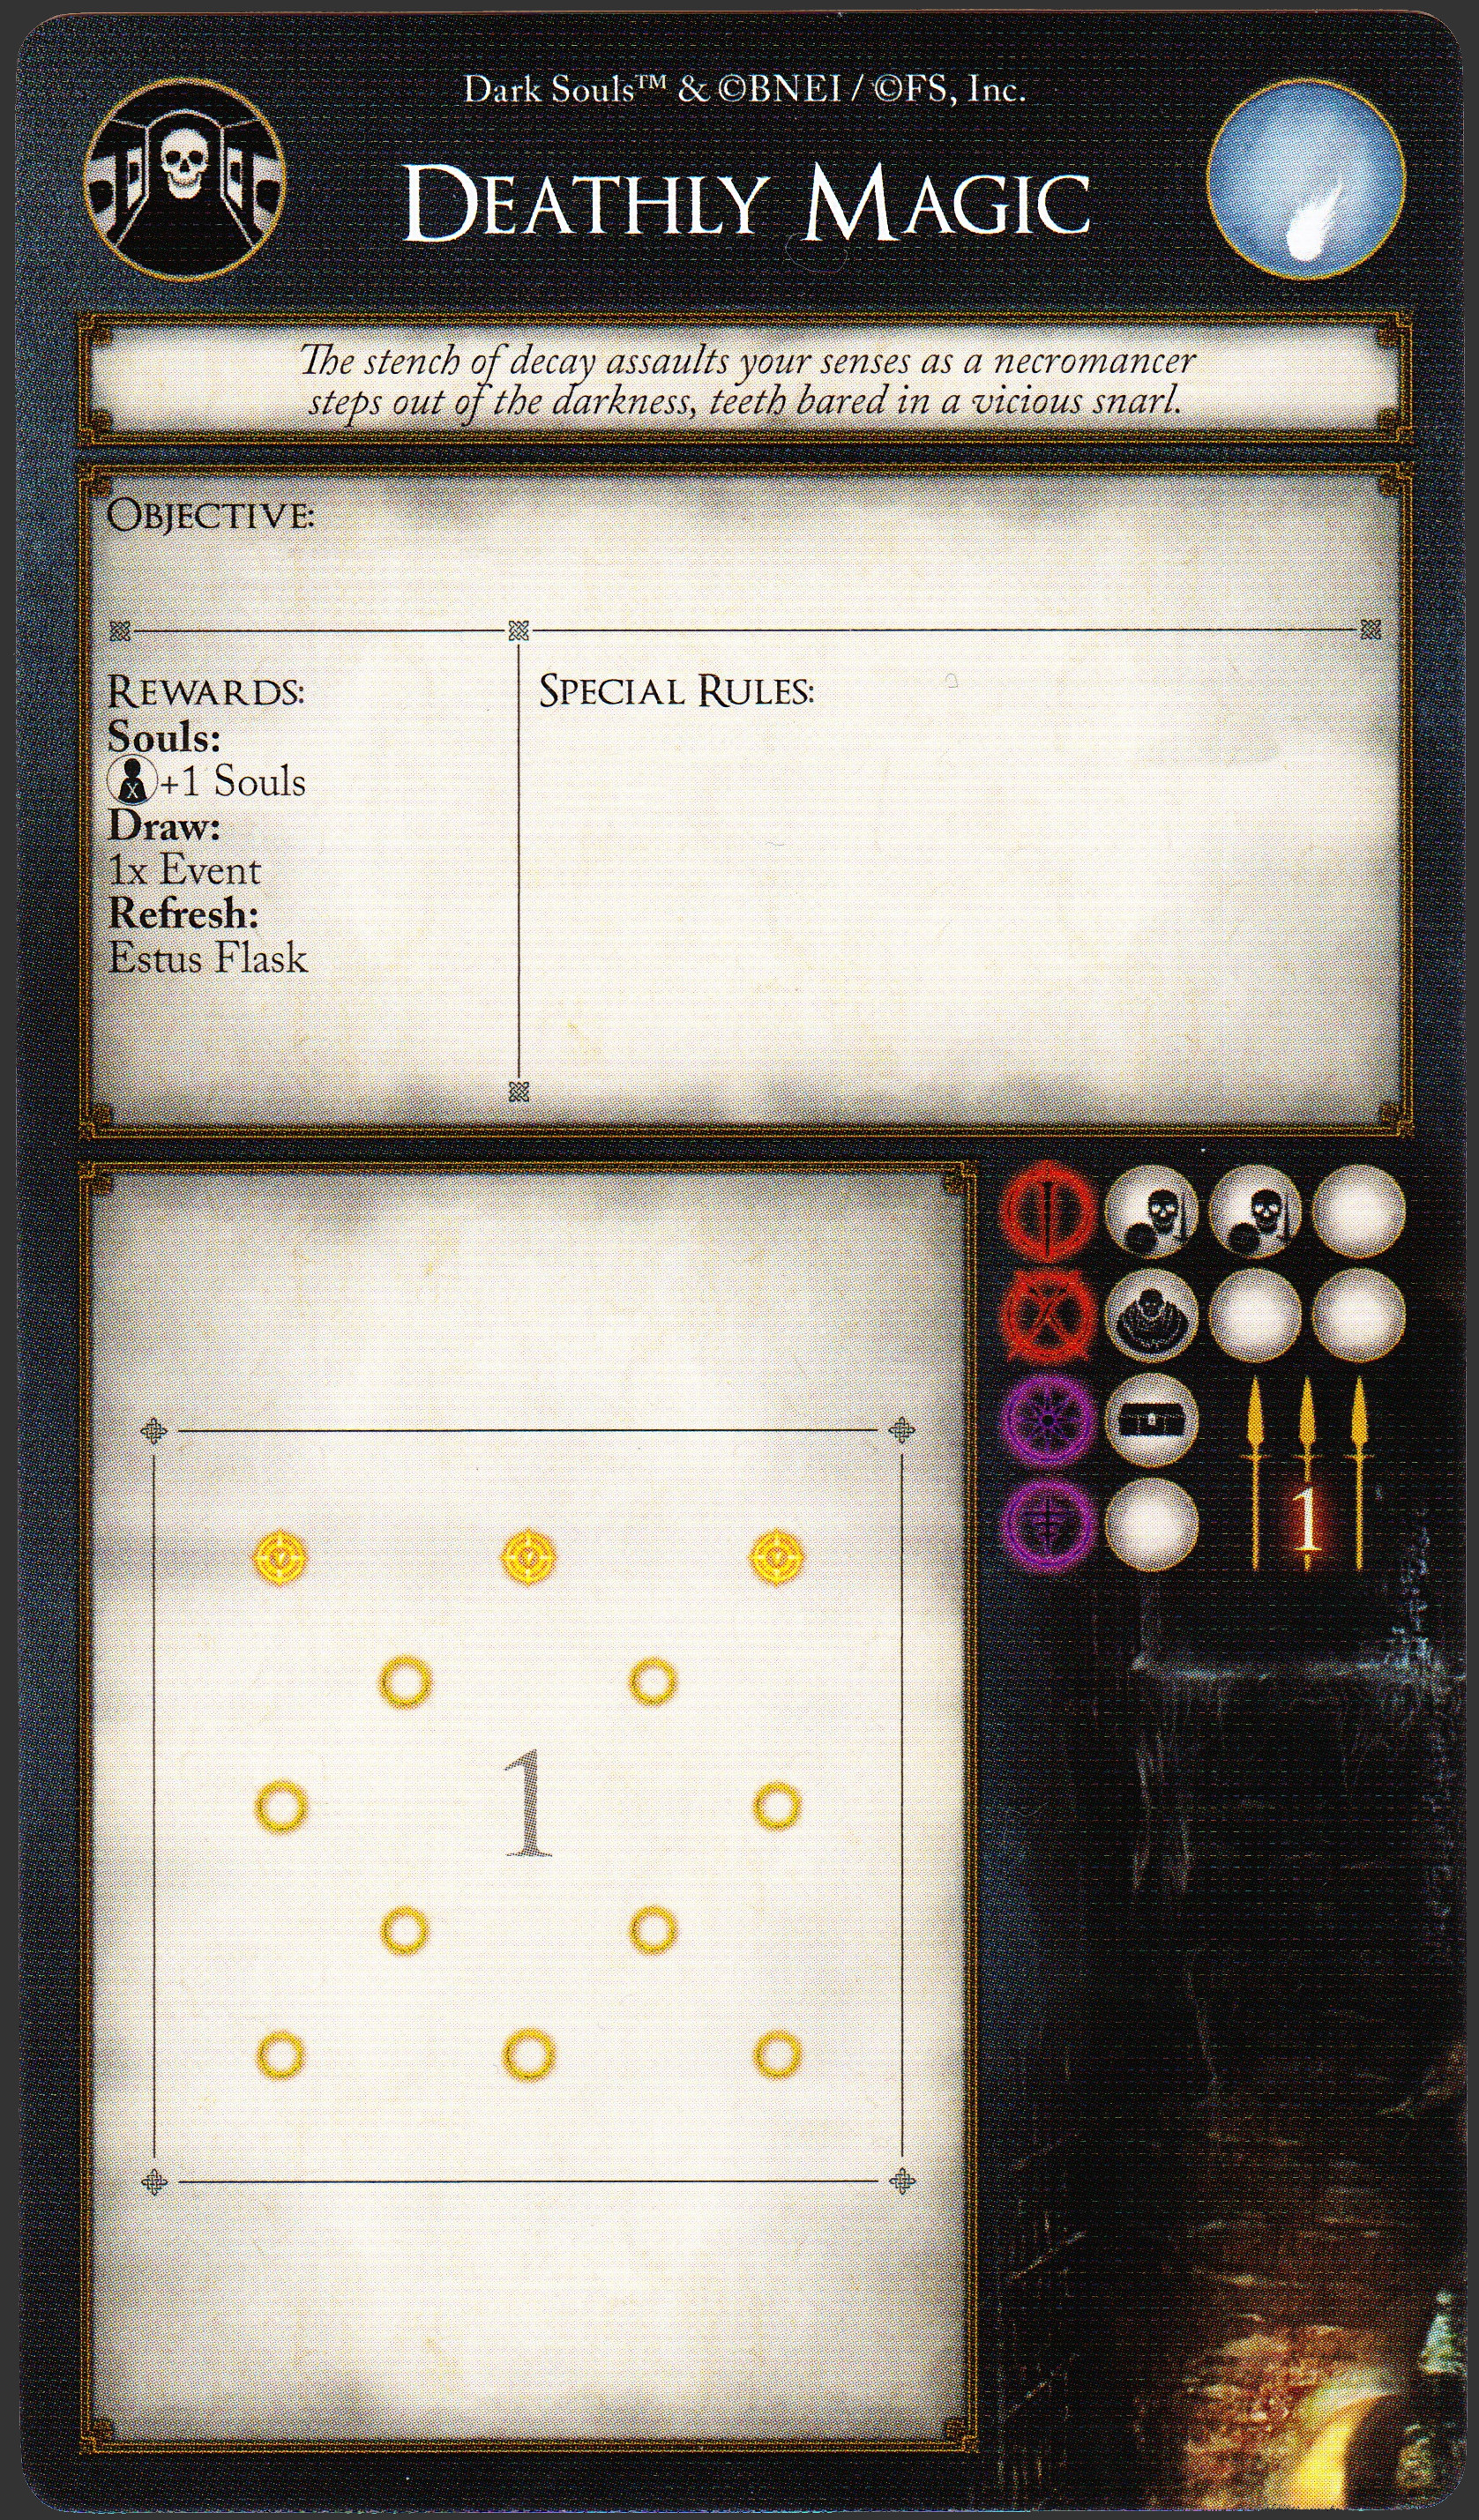 Dark Souls™ & ©BNEI / ©FS, Inc.
Deathly Magic
The stench of decay assaults your senses as a necromancer
steps out of the darkness, teeth bared in a vicious snarl.
Objective:
Rewards:
Souls:
X +1 Souls
Draw:
1x Event
Refresh:
Estus Flask
Special Rules:
1
1